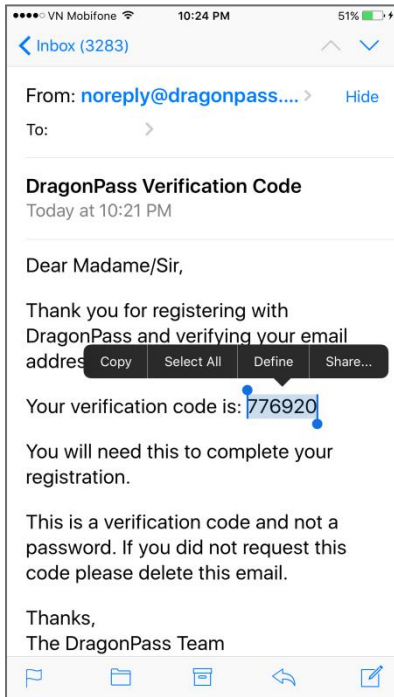 VN Mobifone 10:24 PM 51%
Inbox (3283)
From: noreply@dragonpass.... Hide
To:
DragonPass Verification Code
Today at 10:21 PM
Dear Madame/Sir,
Thank you for registering with
DragonPass and verifying your email
addres
Copy Select All Define Share...
Your verification code is: 776920
You will need this to complete your
registration.
This is a verification code and not a
password. If you did not request this
code please delete this email.
Thanks,
The DragonPass Team